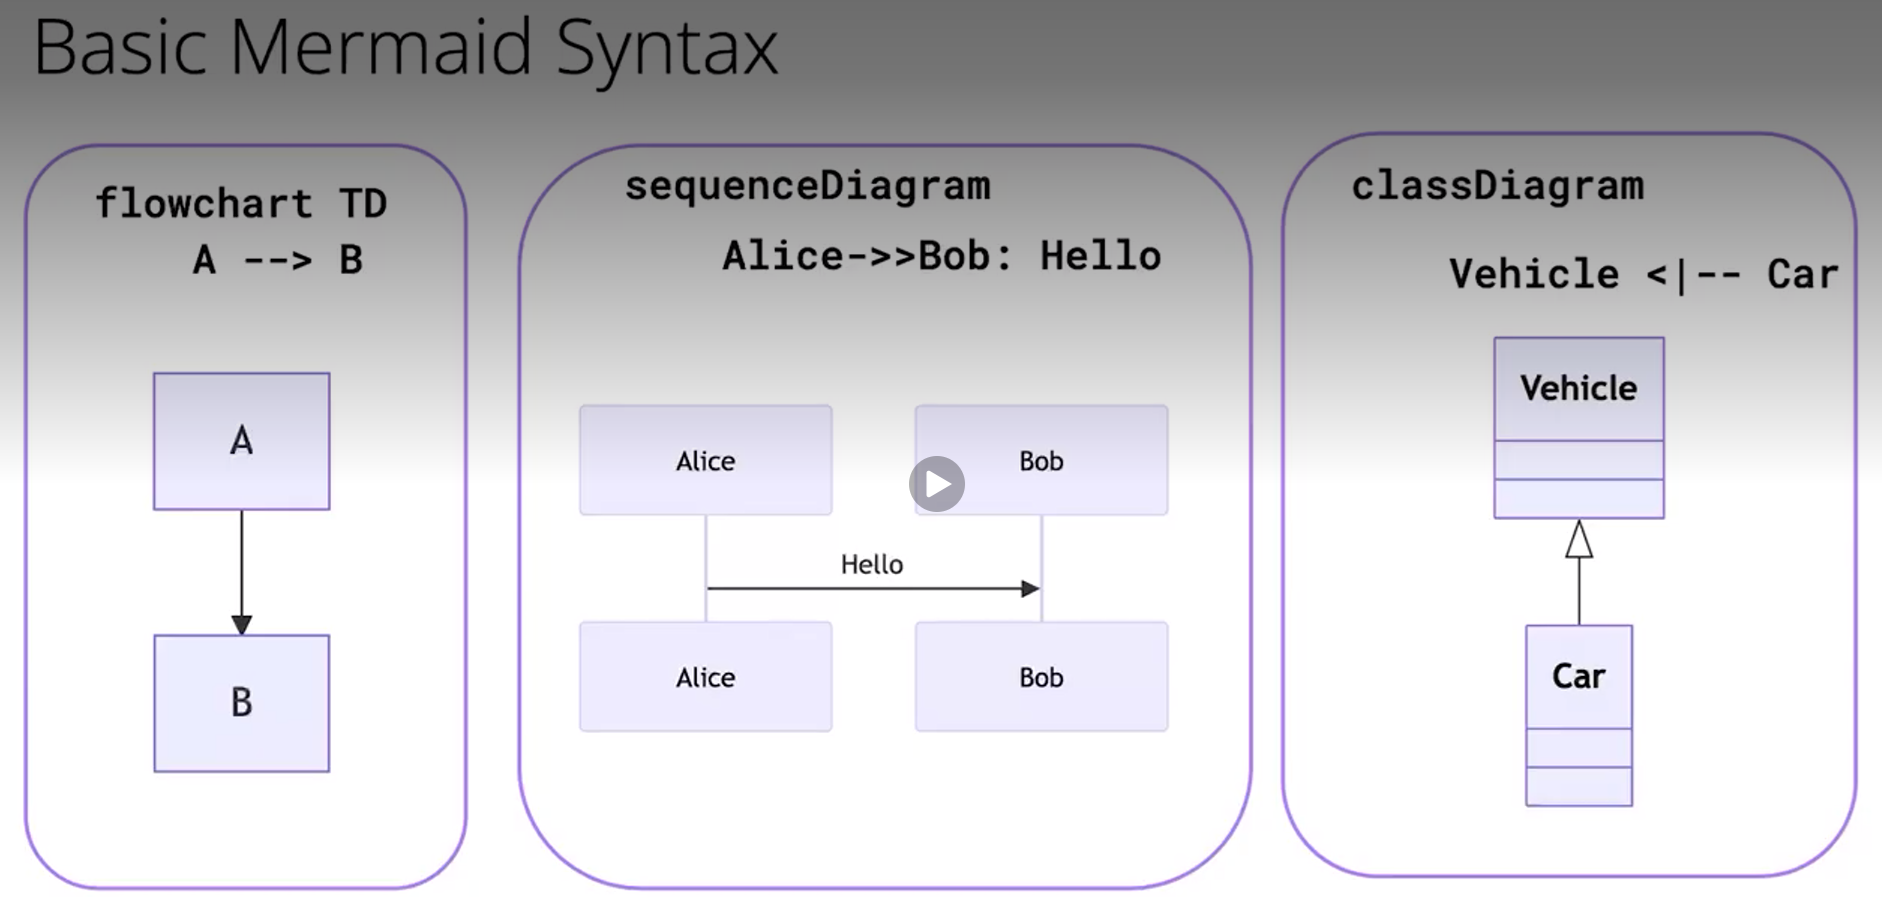 Basic Mermaid Syntax
flowchart TD
A --> B
A
B
sequenceDiagram
Alice->>Bob: Hello
Alice
Bob
Hello
Alice
Bob
classDiagram
Vehicle <|-- Car
Vehicle
Car